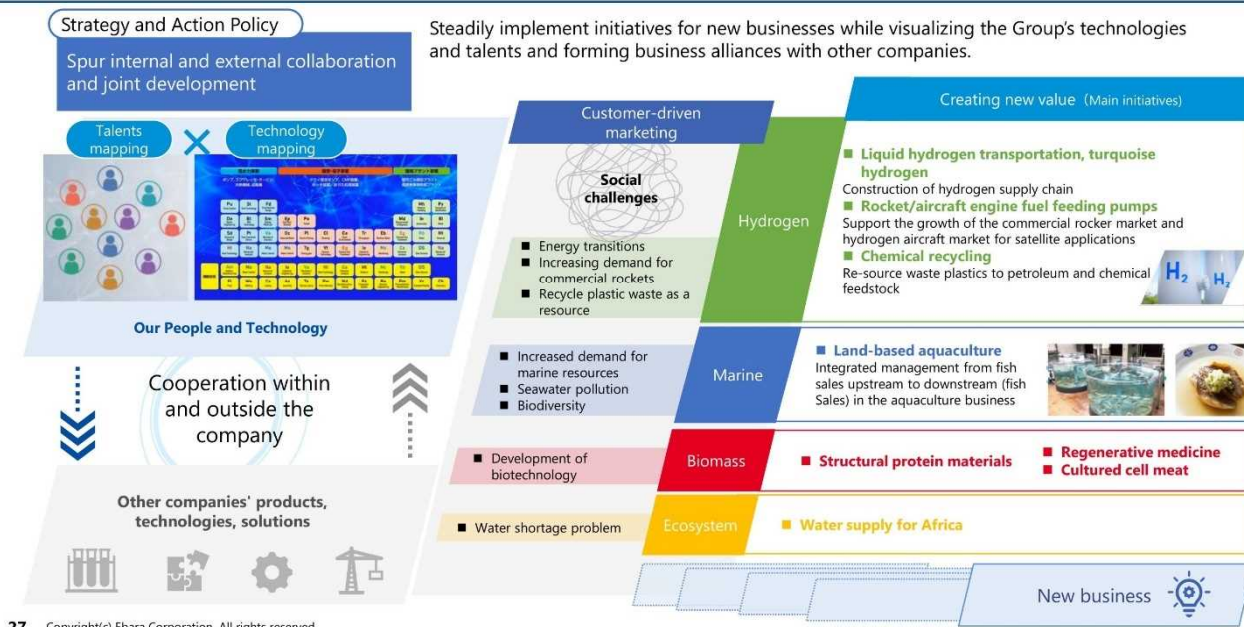 Strategy and Action Policy
Spur internal and external collaboration
and joint development
Steadily implement initiatives for new businesses while visualizing the Group's technologies
and talents and forming business alliances with other companies.
Talents
mapping
Technology
mapping
Our People and Technology
Cooperation within
and outside the
company
Other companies' products,
technologies, solutions
Customer-driven
marketing
Social
challenges
■ Energy transitions
■ Increasing demand for
commercial rockets
■ Recycle plastic waste as a
resource
■ Increased demand for
marine resources
■ Seawater pollution
■ Biodiversity
■ Development of
biotechnology
■ Water shortage problem
Hydrogen
Marine
Biomass
Ecosystem
Creating new value (Main initiatives)
■ Liquid hydrogen transportation, turquoise
hydrogen
Construction of hydrogen supply chain
■ Rocket/aircraft engine fuel feeding pumps
Support the growth of the commercial rocker market and
hydrogen aircraft market for satellite applications
■ Chemical recycling
Re-source waste plastics to petroleum and chemical
feedstock
H2 H2
■ Land-based aquaculture
Integrated management from fish
sales upstream to downstream (fish
Sales) in the aquaculture business
■ Structural protein materials
■ Regenerative medicine
■ Cultured cell meat
■ Water supply for Africa
New business
27 Copyright(c) Ebara Corporation. All rights reserved